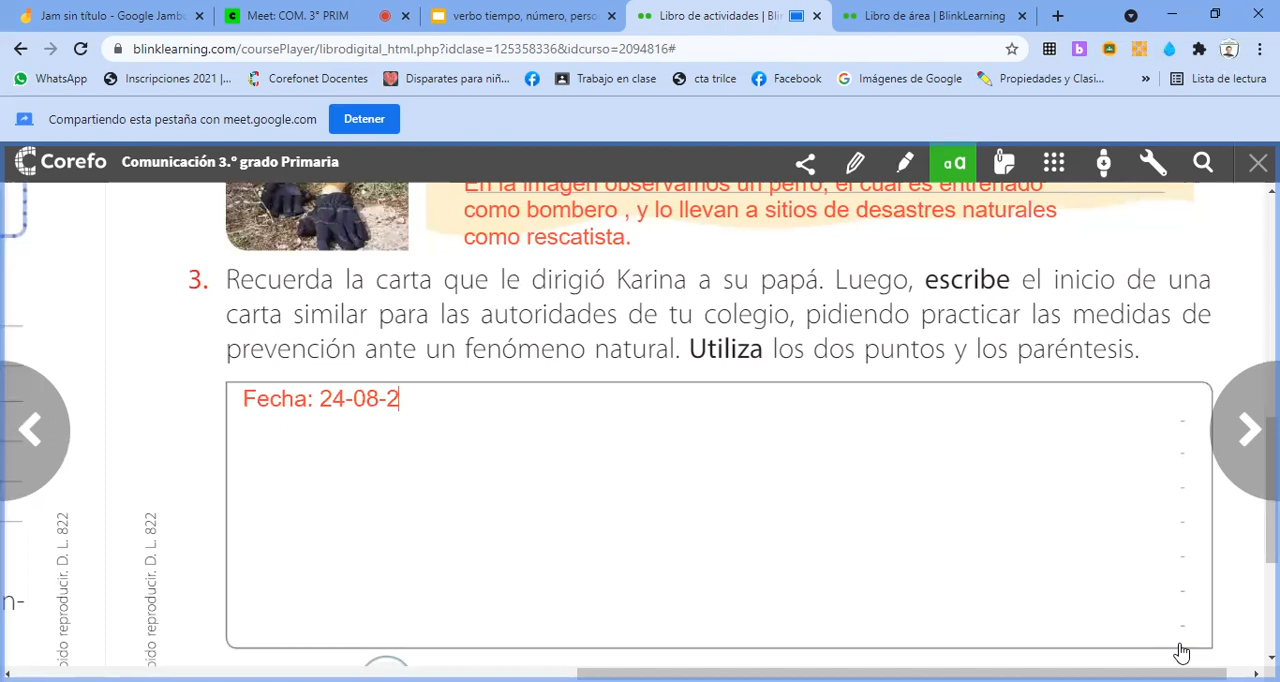 Jam sin título - Google Jamb
Meet: COM. 3° PRIM
verbo tiempo, número, perso
Libro de actividades | Blin
Libro de área | BlinkLearning
blinklearning.com/coursePlayer/librodigital_html.php?idclase=125358336&idcurso=2094816#
WhatsApp
Inscripciones 2021 |...
Corefonet Docentes
Disparates para niñ...
Trabajo en clase
cta trilce
Facebook
Imágenes de Google
Propiedades y Clasi...
»
Lista de lectura
Compartiendo esta pestaña con meet.google.com
Detener
Corefo
Comunicación 3.º grado Primaria
aa
En la imagen observamos un perro, el cual es entrenado
como bombero , y lo llevan a sitios de desastres naturales
como rescatista.
3. Recuerda la carta que le dirigió Karina a su papá. Luego, escribe el inicio de una
carta similar para las autoridades de tu colegio, pidiendo practicar las medidas de
prevención ante un fenómeno natural. Utiliza los dos puntos y los paréntesis.
Fecha: 24-08-2
n-
bido reproducir. D. L. 822
bido reproducir. D. L. 822